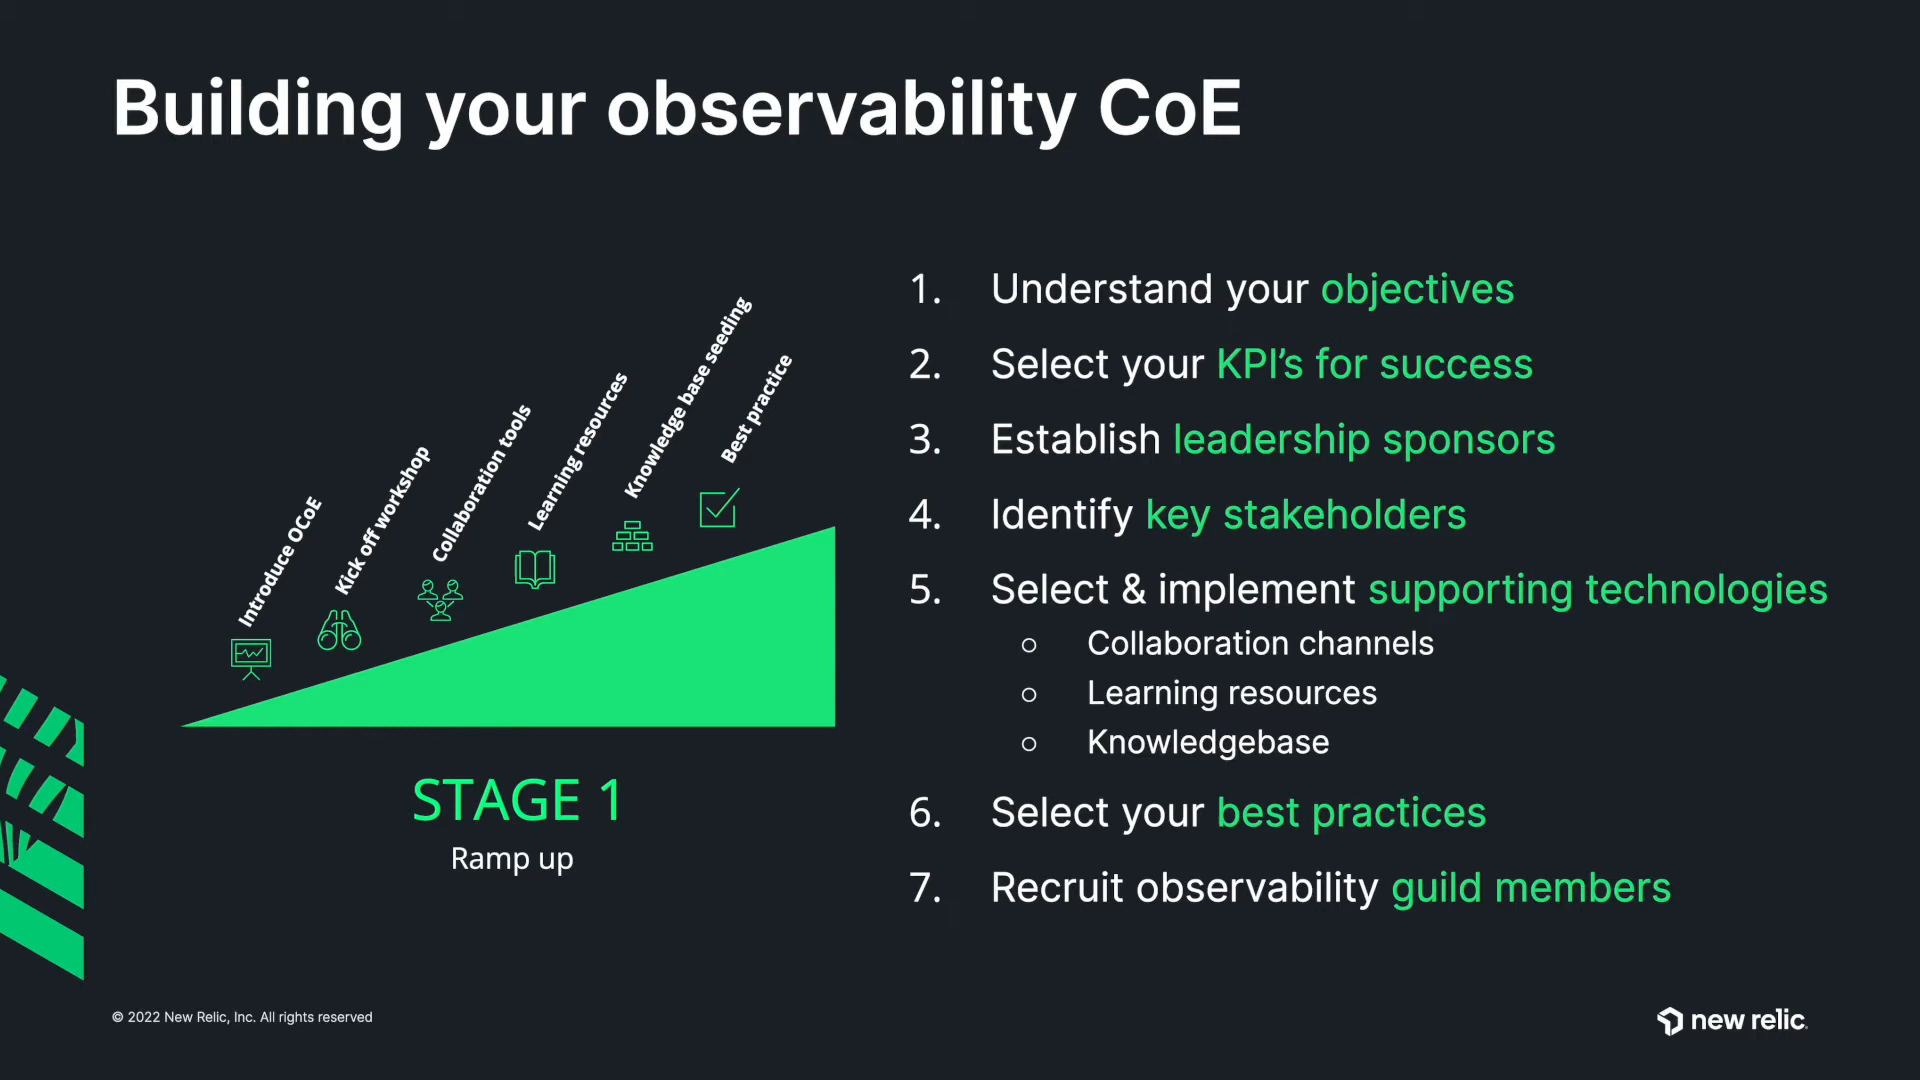 Building your observability CoE
Introduce OCoE
Kick off workshop
Collaboration tools
Learning resources
Knowledge base seeding
Best practice
STAGE 1
Ramp up
1. Understand your objectives
2. Select your KPI’s for success
3. Establish leadership sponsors
4. Identify key stakeholders
5. Select & implement supporting technologies
○ Collaboration channels
○ Learning resources
○ Knowledgebase
6. Select your best practices
7. Recruit observability guild members
© 2022 New Relic, Inc. All rights reserved
new relic.